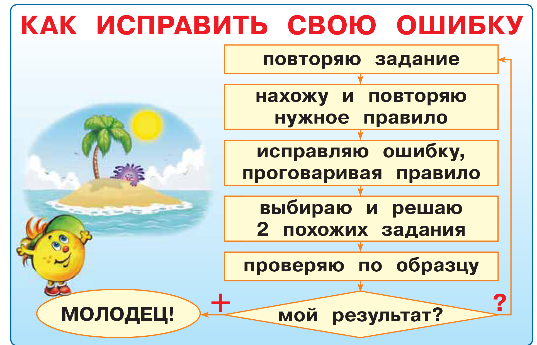 КАК ИСПРАВИТЬ СВОЮ ОШИБКУ
повторяю задание
нахожу и повторяю
нужное правило
исправляю ошибку,
проговаривая правило
выбираю и решаю
2 похожих задания
проверяю по образцу
мой результат?
+
?
МОЛОДЕЦ!